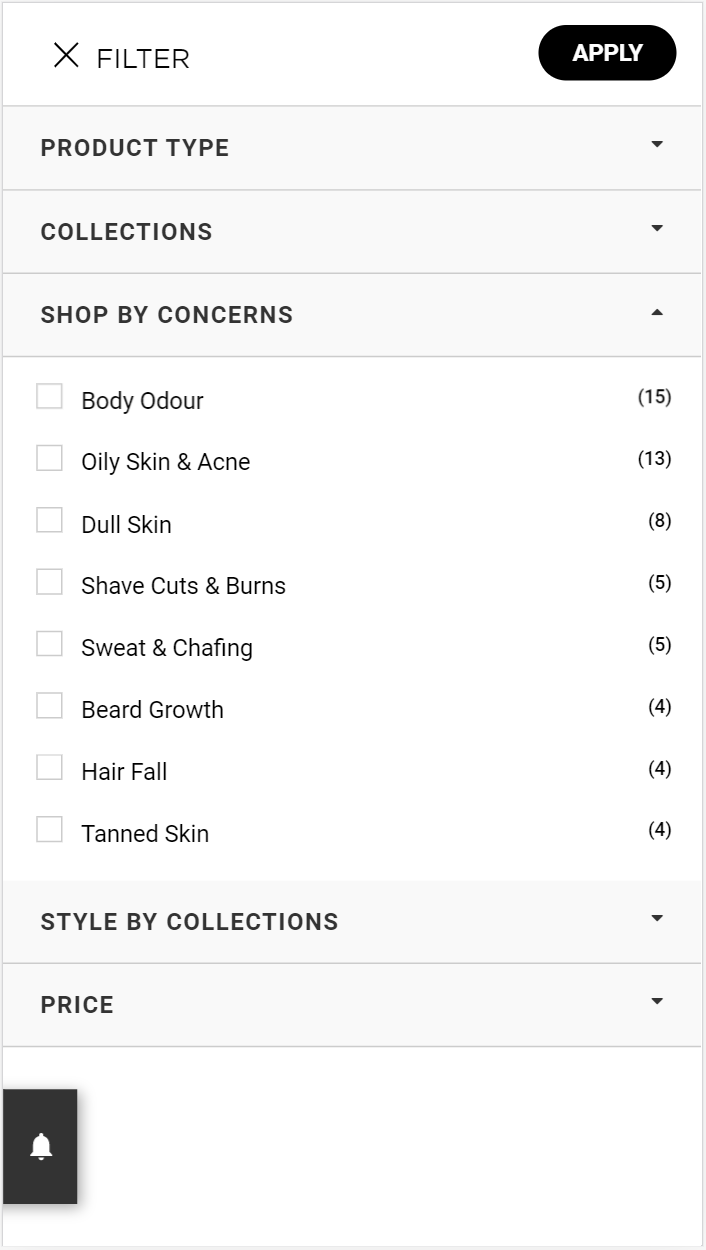 FILTER
APPLY
PRODUCT TYPE
COLLECTIONS
SHOP BY CONCERNS
Body Odour (15)
Oily Skin & Acne (13)
Dull Skin (8)
Shave Cuts & Burns (5)
Sweat & Chafing (5)
Beard Growth (4)
Hair Fall (4)
Tanned Skin (4)
STYLE BY COLLECTIONS
PRICE